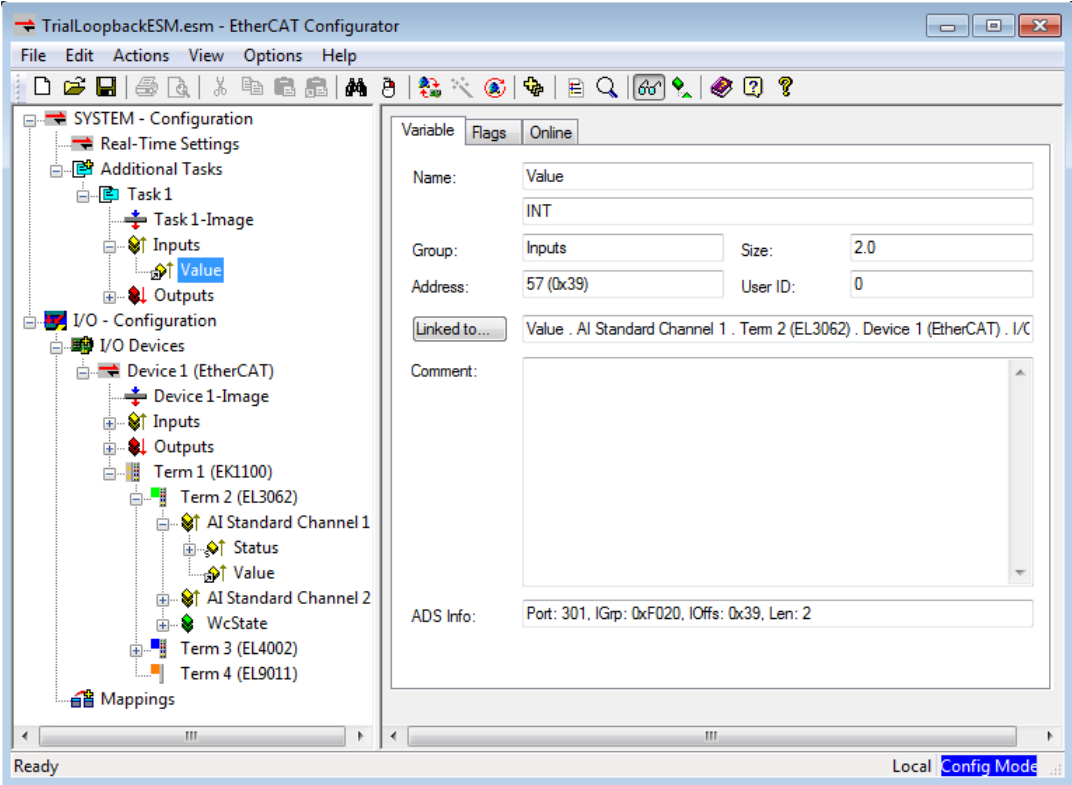 TrialLoopbackESM.esm - EtherCAT Configurator
File Edit Actions View Options Help
SYSTEM - Configuration
Real-Time Settings
Additional Tasks
Task 1
Task 1-Image
Inputs
Value
Outputs
I/O - Configuration
I/O Devices
Device 1 (EtherCAT)
Device 1-Image
Inputs
Outputs
Term 1 (EK1100)
Term 2 (EL3062)
AI Standard Channel 1
Status
Value
AI Standard Channel 2
WcState
Term 3 (EL4002)
Term 4 (EL9011)
Mappings
Variable Flags Online
Name: Value
INT
Group: Inputs Size: 2.0
Address: 57 (0x39) User ID: 0
Linked to... Value . AI Standard Channel 1 . Term 2 (EL3062) . Device 1 (EtherCAT) . I/O
Comment:
ADS Info: Port: 301, IGrp: 0xF020, IOffs: 0x39, Len: 2
Ready Local Config Mode